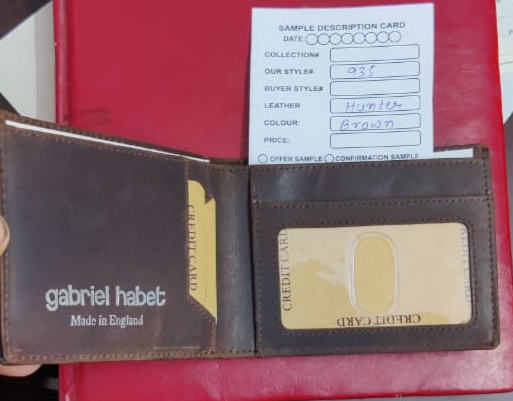 SAMPLE DESCRIPTION CARD
DATE:
COLLECTION#
OUR STYLE# 935
BUYER STYLE#
LEATHER Hunter
COLOUR: Brown
PRICE:
OFFER SAMPLE CONFIRMATION SAMPLE
CREDIT CARD
gabriel habet
Made in England
CREDIT CARD
CREDIT CARD